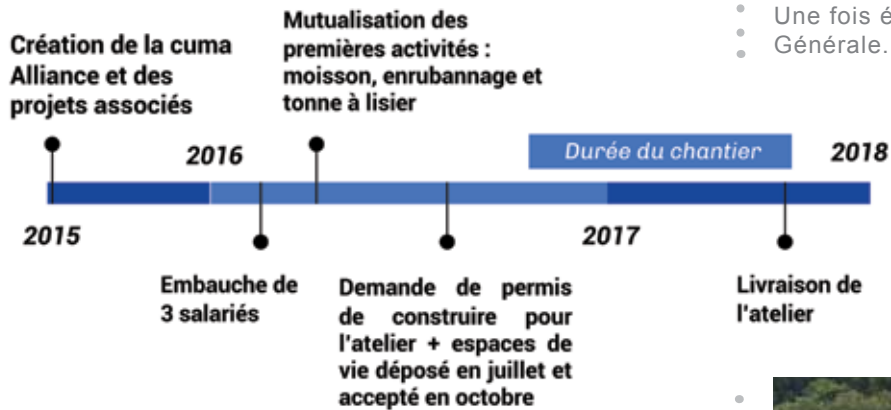 Une fois é
Générale.
Création de la cuma
Alliance et des
projets associés
Mutualisation des
premières activités :
moisson, enrubannage et
tonne à lisier
2016
Durée du chantier
2018
2015
2017
Embauche de
3 salariés
Demande de permis
de construire pour
l'atelier + espaces de
vie déposé en juillet et
accepté en octobre
Livraison de
l'atelier